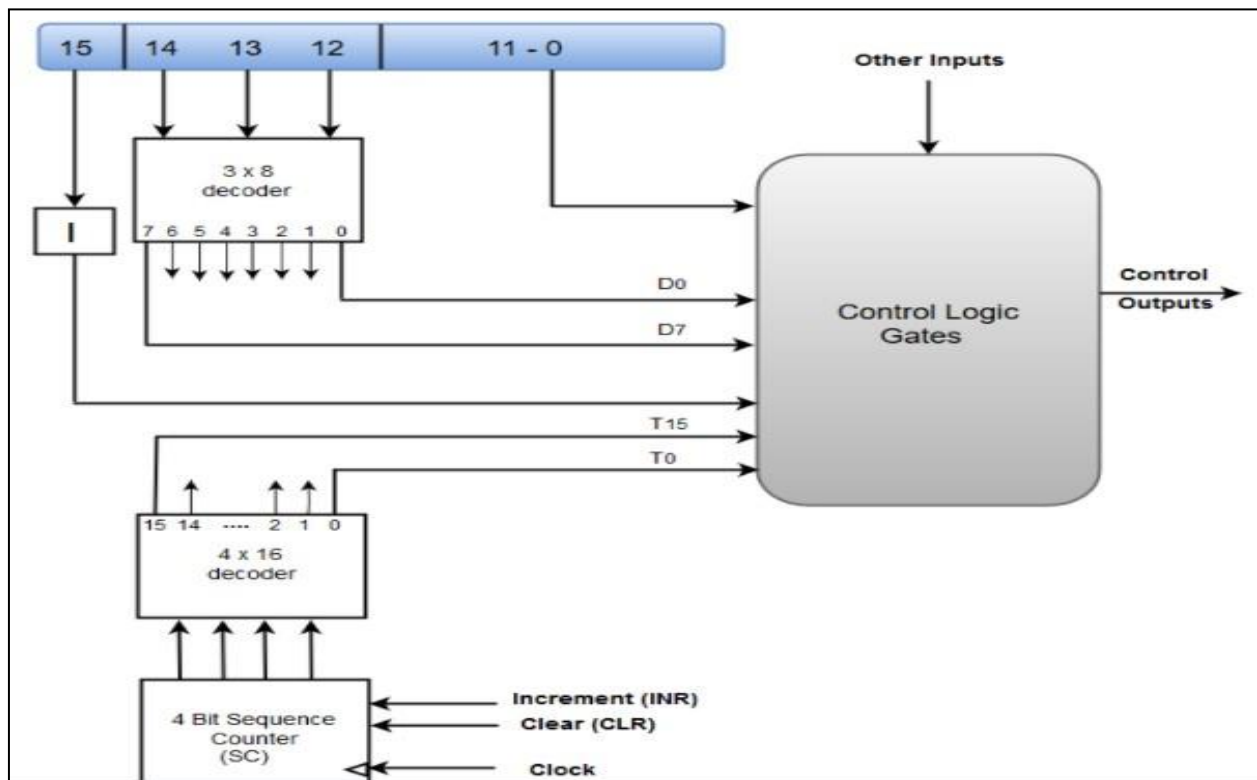 15 14 13 12 11 - 0
Other Inputs
3 x 8
decoder
I
7 6 5 4 3 2 1 0
D0
Control
Outputs
Control Logic
Gates
D7
T15
T0
15 14 .... 2 1 0
4 x 16
decoder
Increment (INR)
4 Bit Sequence
Counter
(SC)
Clear (CLR)
Clock